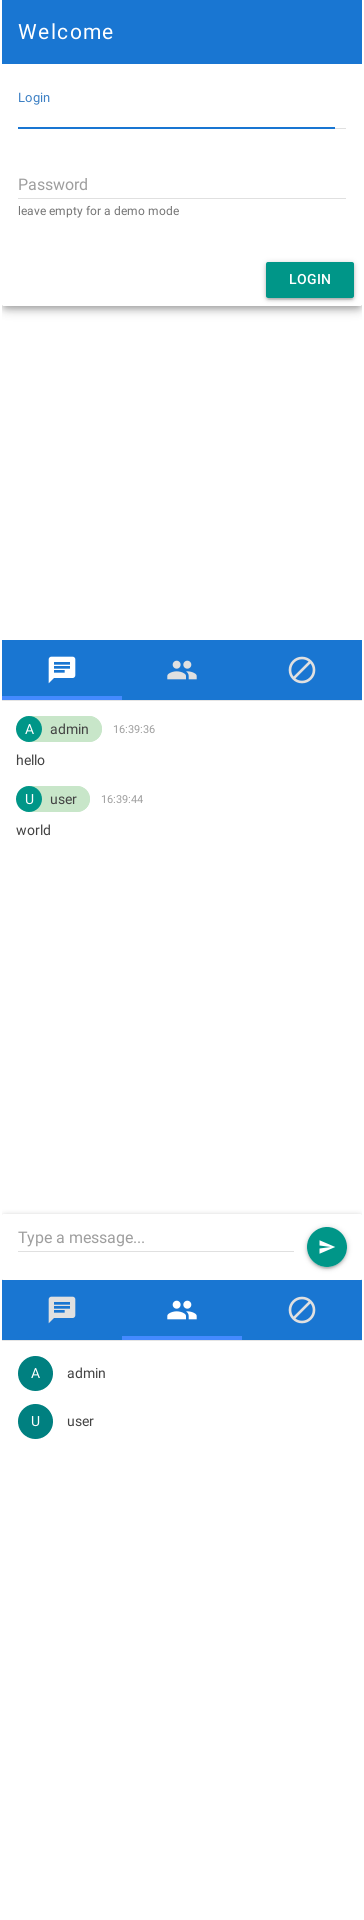 Welcome
Login
Password
leave empty for a demo mode
LOGIN
A admin 16:39:36
hello
U user 16:39:44
world
Type a message...
A admin
U user